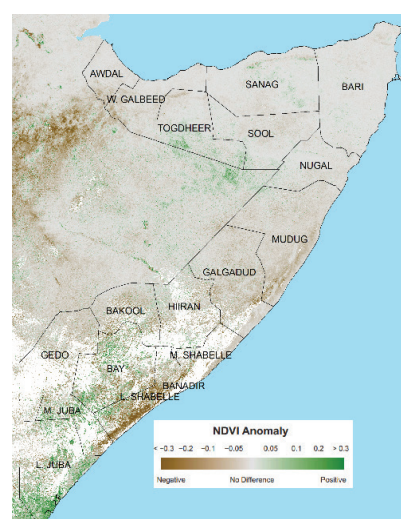 AWDAL
W. GALBEED
SANAG
BARI
TOGDHEER
SOOL
NUGAL
MUDUG
GALGADUD
HIIRAN
BAKOOL
GEDO
M. SHABELLE
BAY
BANADIR
L. SHABELLE
M. JUBA
L. JUBA
NDVI Anomaly
< -0.3 -0.2 -0.1 -0.05 0.05 0.1 0.2 > 0.3
Negative No Difference Positive